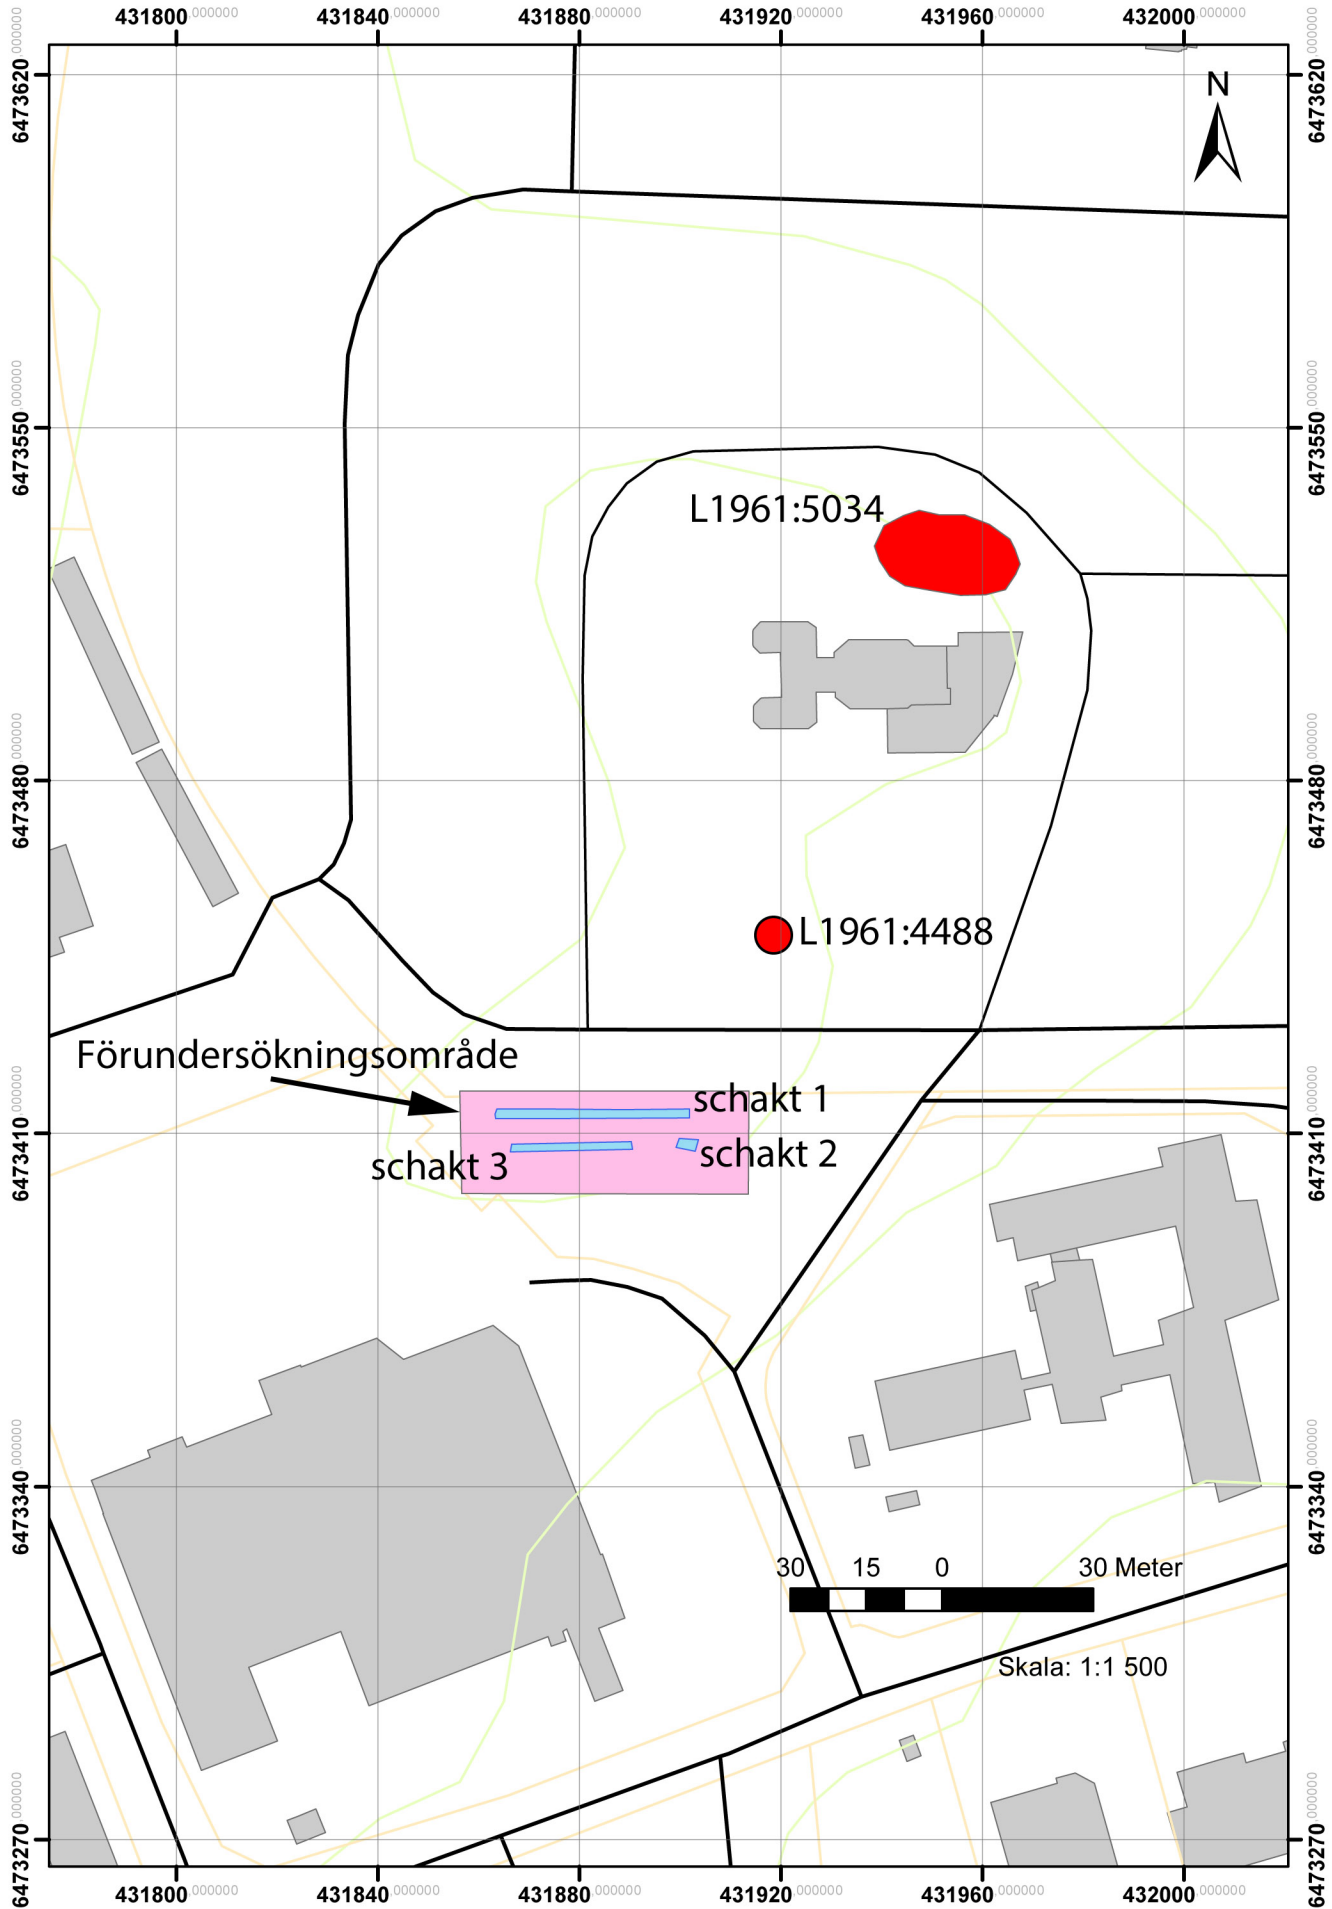 431800,000000 431840,000000 431880,000000 431920,000000 431960,000000 432000,000000
6473620,000000 6473620,000000
N
6473550,000000 6473550,000000
L1961:5034
6473480,000000 6473480,000000
L1961:4488
Förundersökningsområde
schakt 1
6473410,000000 6473410,000000
schakt 2
schakt 3
6473340,000000 6473340,000000
30 15 0 30 Meter
Skala: 1:1 500
6473270,000000 6473270,000000
431800,000000 431840,000000 431880,000000 431920,000000 431960,000000 432000,000000